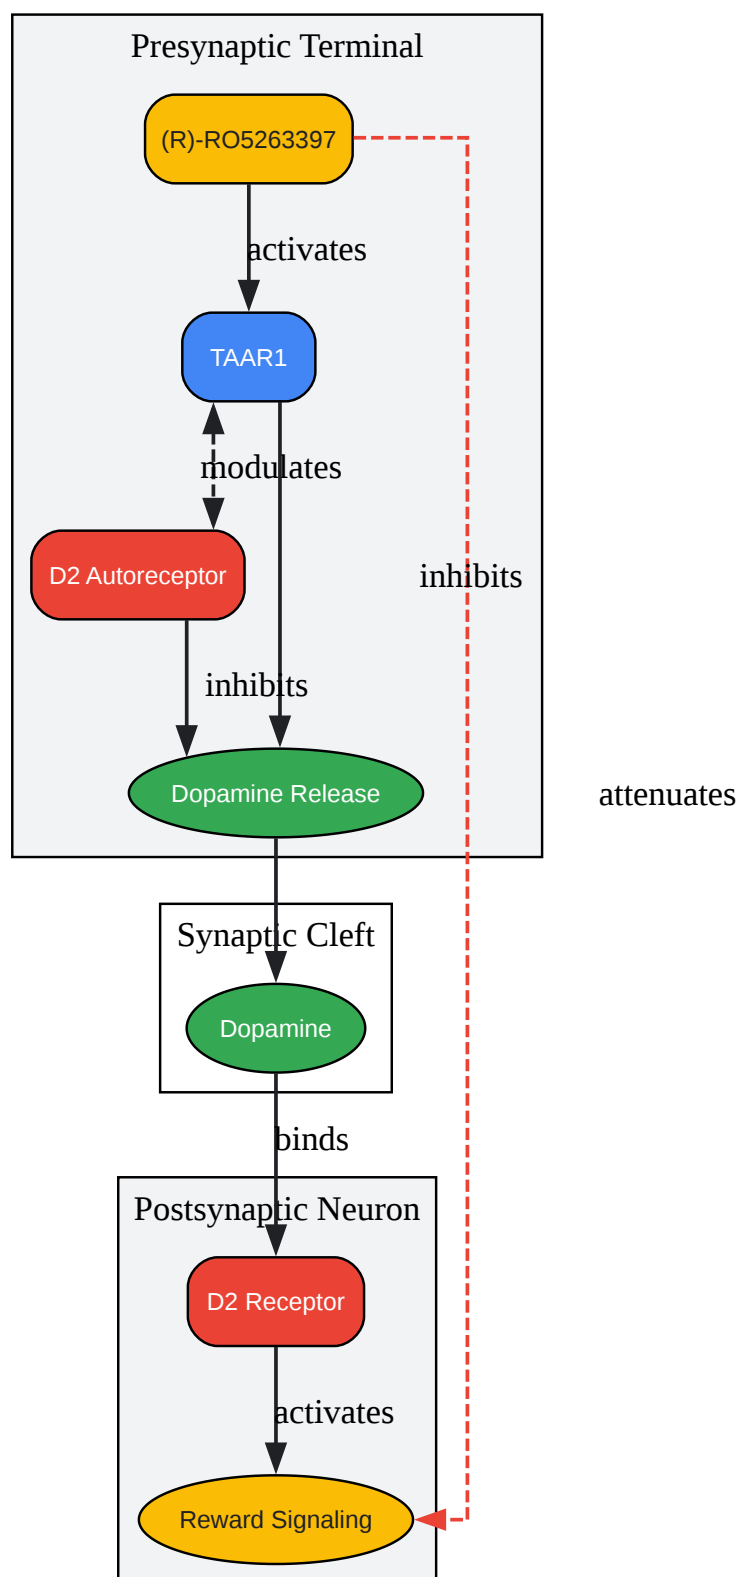 Presynaptic Terminal
(R)-RO5263397
activates
TAAR1
modulates
D2 Autoreceptor
inhibits
inhibits
Dopamine Release
attenuates
Synaptic Cleft
Dopamine
binds
Postsynaptic Neuron
D2 Receptor
activates
Reward Signaling